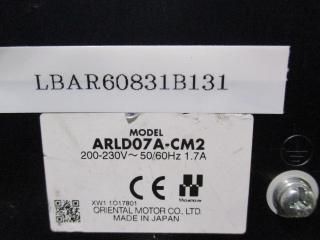 LBAR60831B131
MODEL
ARLD07A-CM2
200-230V~ 50/60Hz 1.7A
CE
XW1 1O17801
ORIENTAL MOTOR CO., LTD.
MADE IN JAPAN